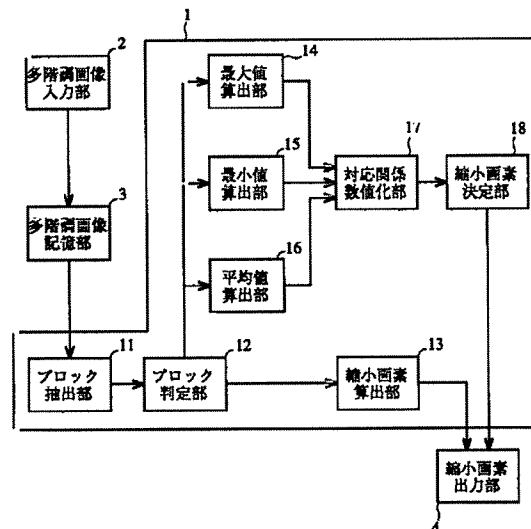 1
2
多階調画像
入力部
3
多階調画像
記憶部
14
最大値
算出部
15
最小値
算出部
16
平均値
算出部
17
対応関係
数値化部
18
縮小画素
決定部
11
ブロック
抽出部
12
ブロック
判定部
13
縮小画素
算出部
縮小画素
出力部
4